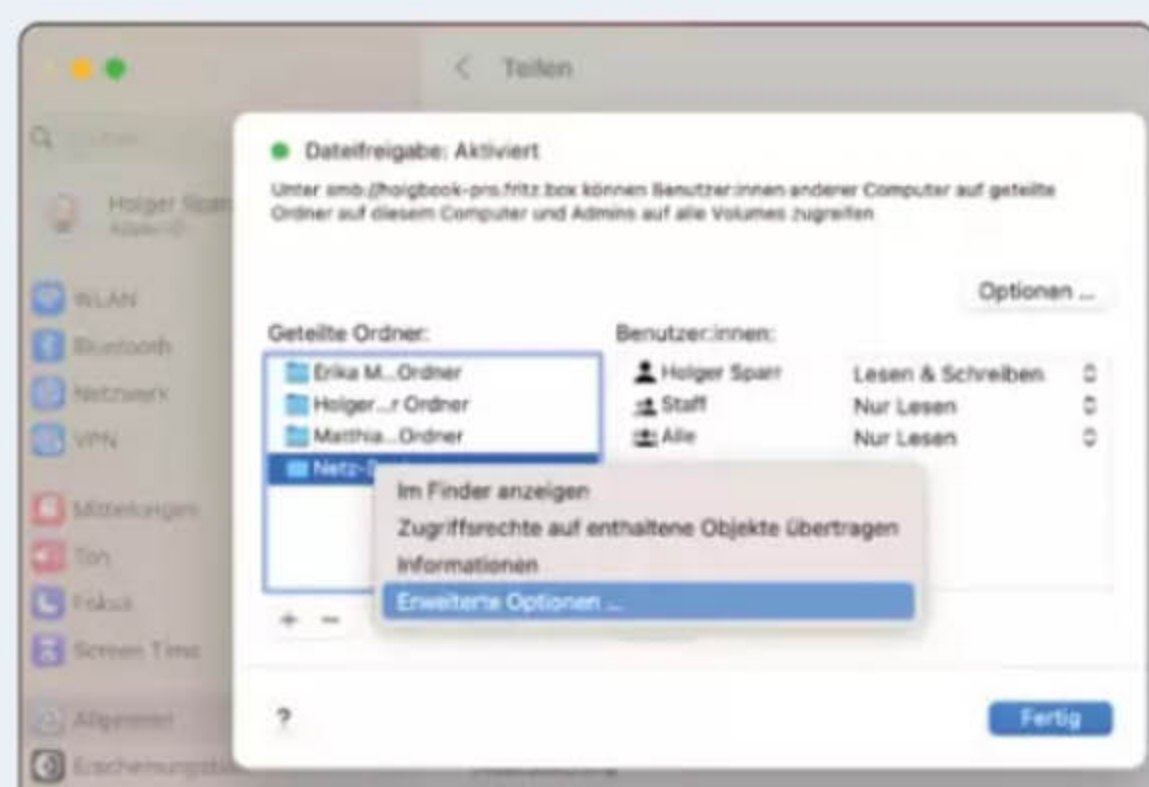 Teilen
Holger Sparr
WLAN
Bluetooth
Netzwerk
VPN
Mitteilungen
Ton
Fokus
Screen Time
Allgemein
Dateifreigabe: Aktiviert
Unter smb://holgbook-pro.fritz.box können Benutzer:innen anderer Computer auf geteilte
Ordner auf diesem Computer und Admins auf alle Volumes zugreifen
Optionen ...
Geteilte Ordner:
Erika M...Ordner
Holger...r Ordner
Matthia...Ordner
Netz-
Benutzer:innen:
Holger Sparr Lesen & Schreiben
Staff Nur Lesen
Alle Nur Lesen
Im Finder anzeigen
Zugriffsrechte auf enthaltene Objekte übertragen
Informationen
Erweiterte Optionen ...
+ −
?
Fertig